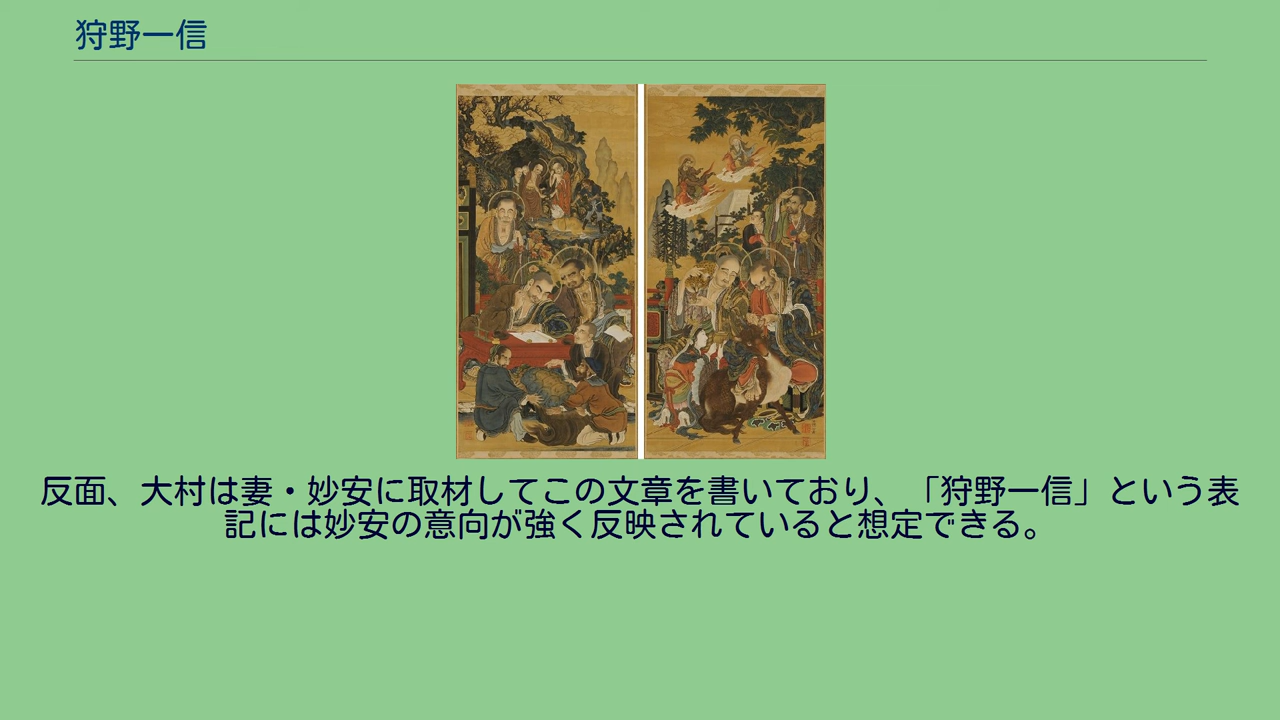 狩野一信
反面、大村は妻・妙安に取材してこの文章を書いており、「狩野一信」という表
記には妙安の意向が強く反映されていると想定できる。